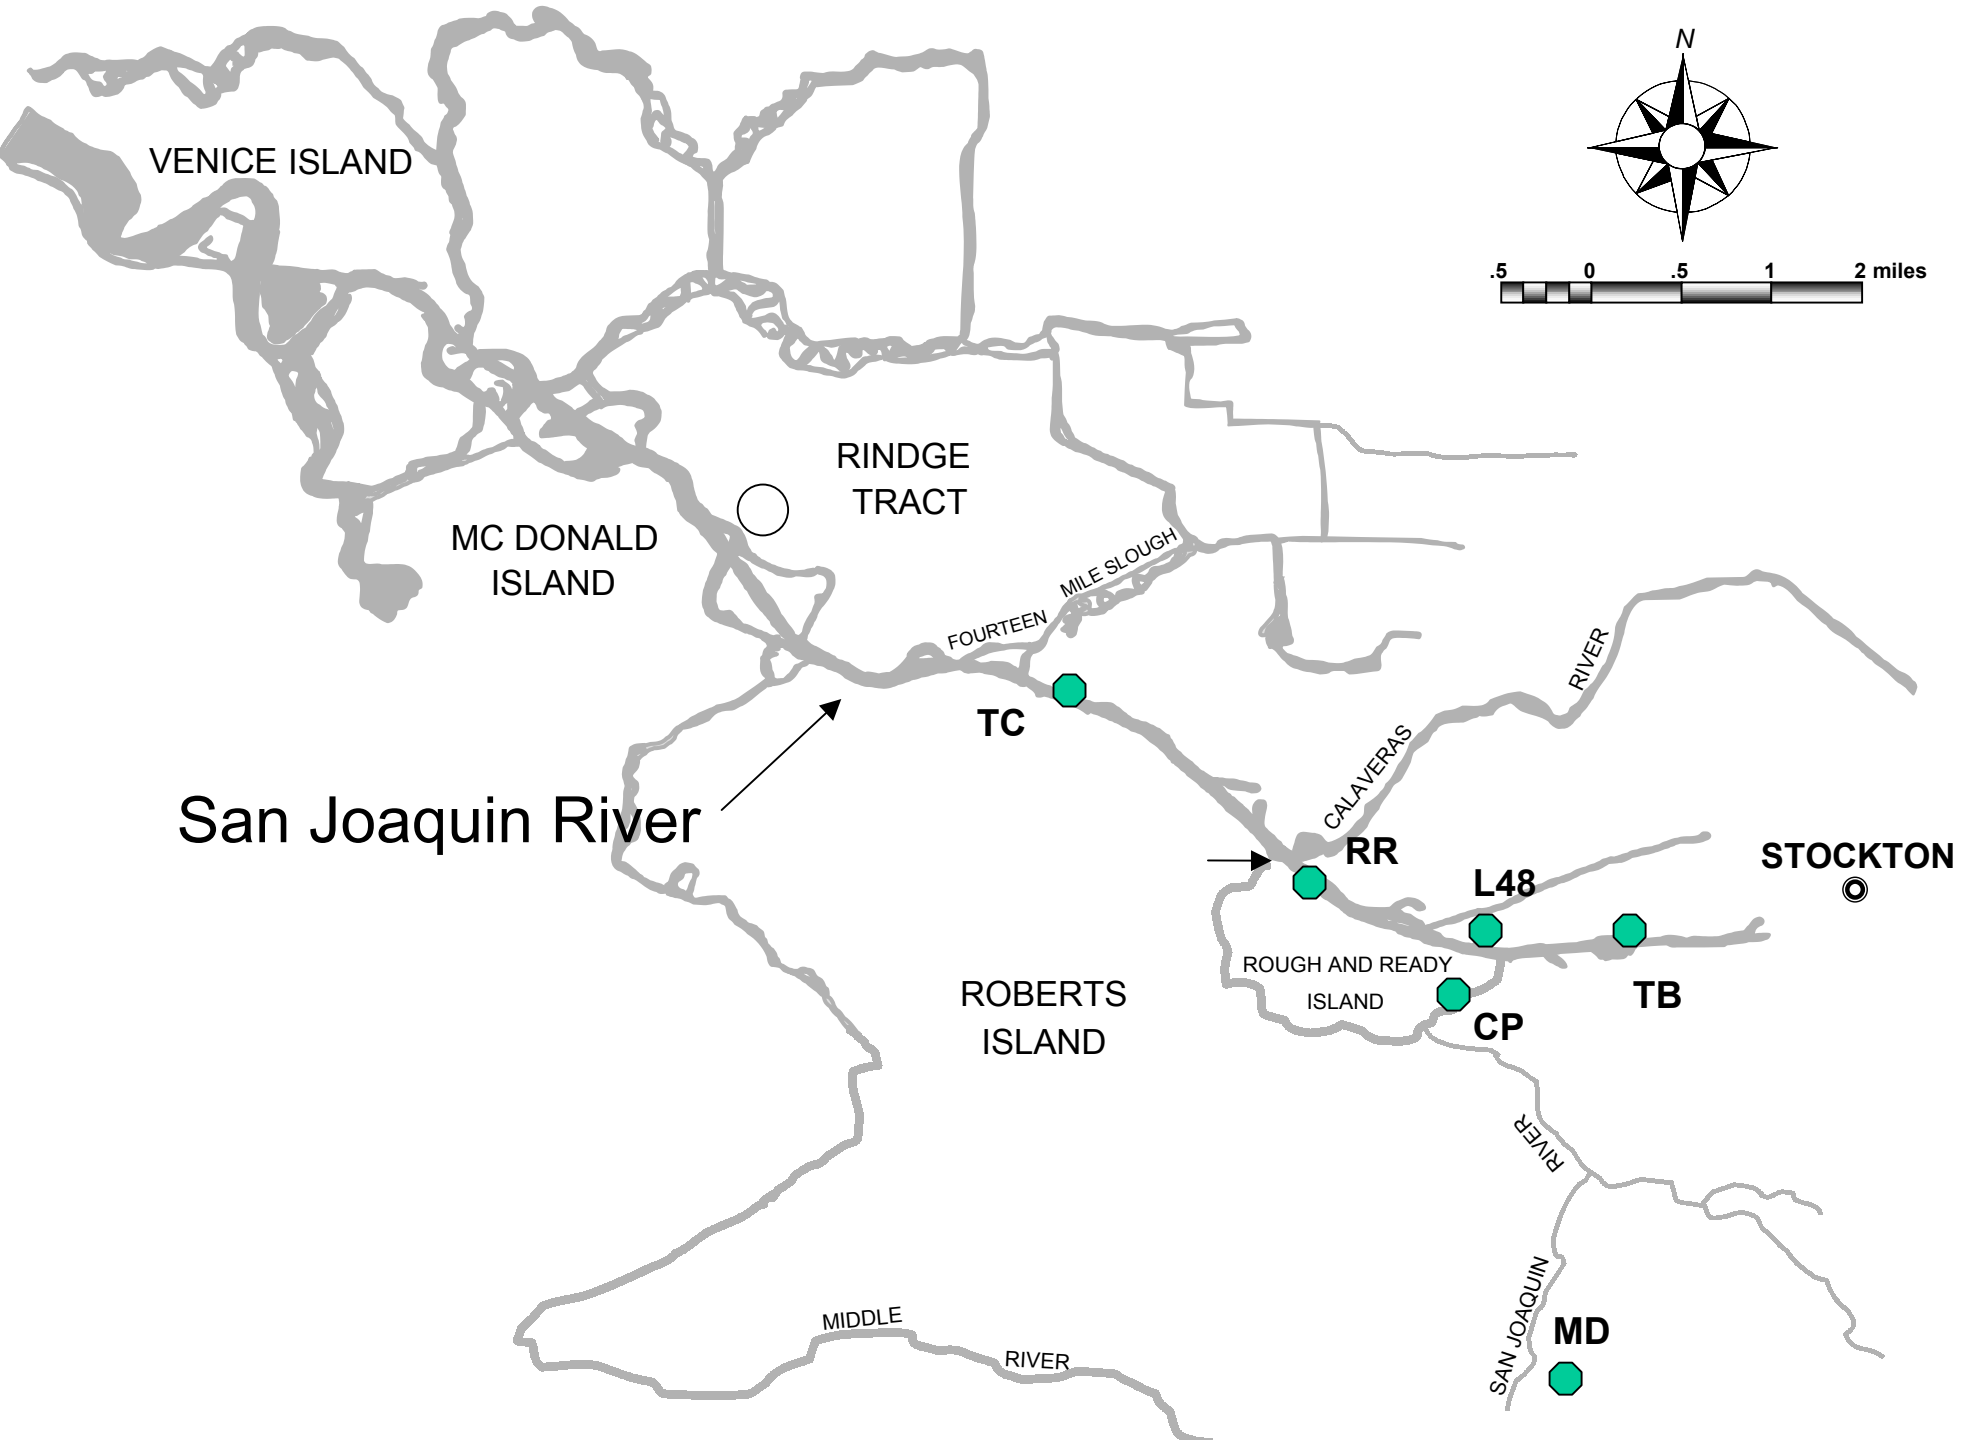 N
VENICE ISLAND
.5 0 .5 1 2 miles
RINDGE
TRACT
MC DONALD
ISLAND
FOURTEEN MILE SLOUGH
TC
CALAVERAS RIVER
San Joaquin River
RR
L48
STOCKTON
ROUGH AND READY
ISLAND
TB
CP
ROBERTS
ISLAND
SAN JOAQUIN RIVER
MD
MIDDLE RIVER